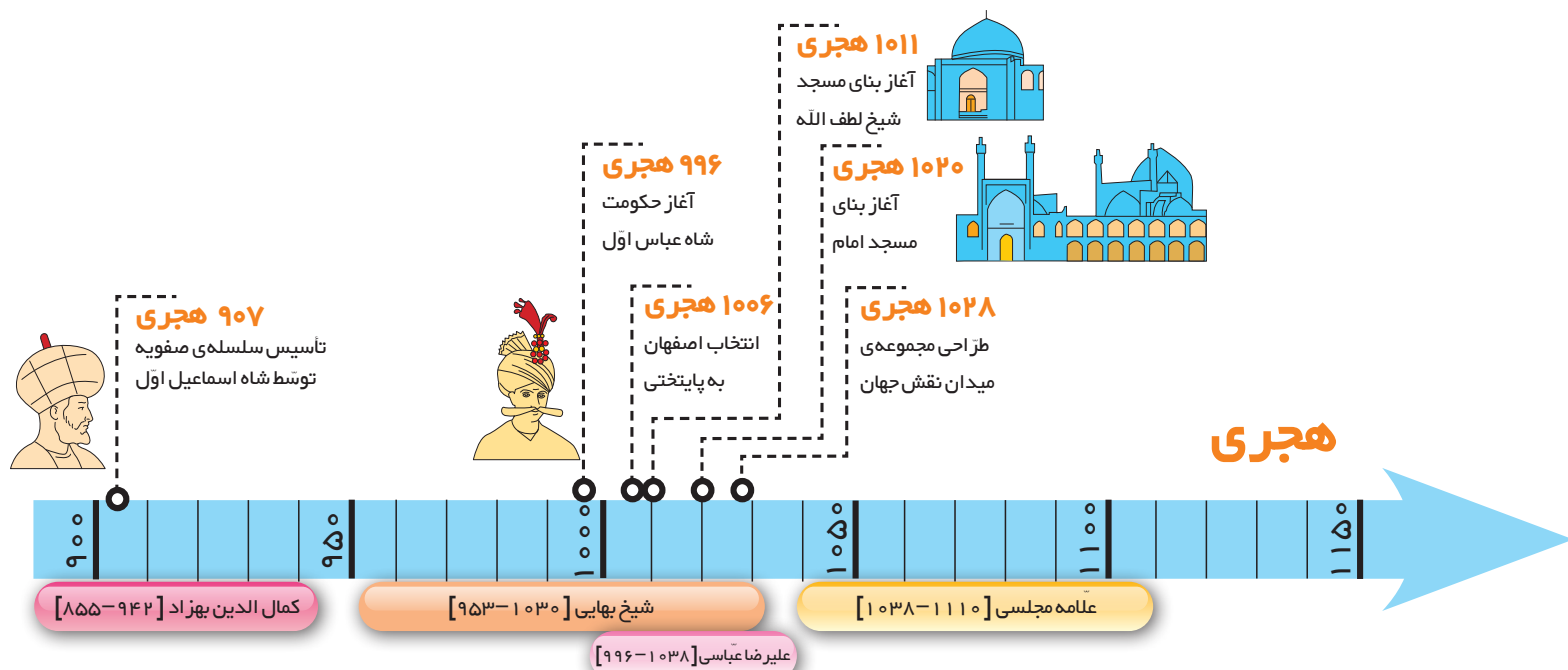 ۱۰۱۱ هجری
آغاز بنای مسجد
شیخ لطف اللّه
۹۹۶ هجری
آغاز حکومت
شاه عباس اوّل
۱۰۲۰ هجری
آغاز بنای
مسجد امام
۹۰۷ هجری
تأسیس سلسله‌ی صفویه
توسّط شاه اسماعیل اوّل
۱۰۰۶ هجری
انتخاب اصفهان
به پایتختی
۱۰۲۸ هجری
طرّاحی مجموعه‌ی
میدان نقش جهان
هجری
۹۰۰
۹۵۰
۱۰۰۰
۱۰۵۰
۱۱۰۰
۱۱۵۰
کمال الدین بهزاد [۹۴۲-۸۵۵]
شیخ بهایی [۱۰۳۰-۹۵۳]
علّامه مجلسی [۱۱۱۰-۱۰۳۸]
علیرضا عبّاسی [۱۰۳۸-۹۹۶]